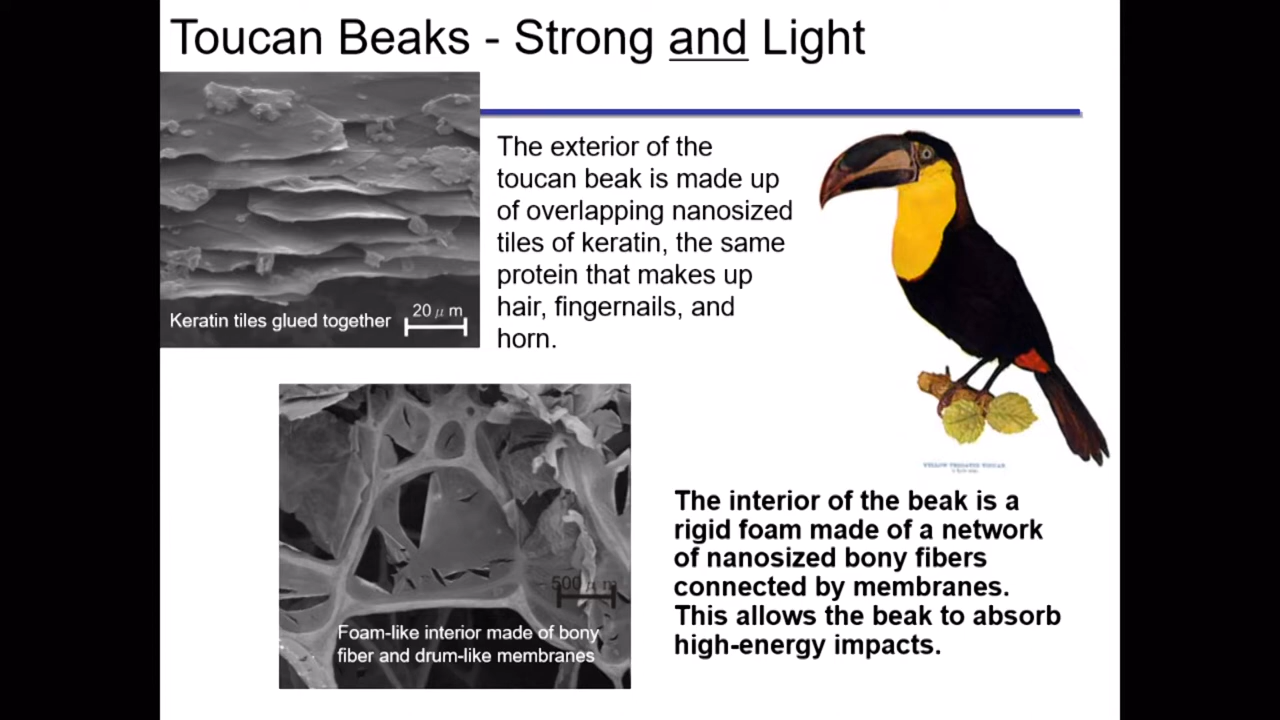 Toucan Beaks - Strong and Light
The exterior of the
toucan beak is made up
of overlapping nanosized
tiles of keratin, the same
protein that makes up
hair, fingernails, and
horn.
20 μ m
Keratin tiles glued together
500 μ m
Foam-like interior made of bony
fiber and drum-like membranes
The interior of the beak is a
rigid foam made of a network
of nanosized bony fibers
connected by membranes.
This allows the beak to absorb
high-energy impacts.